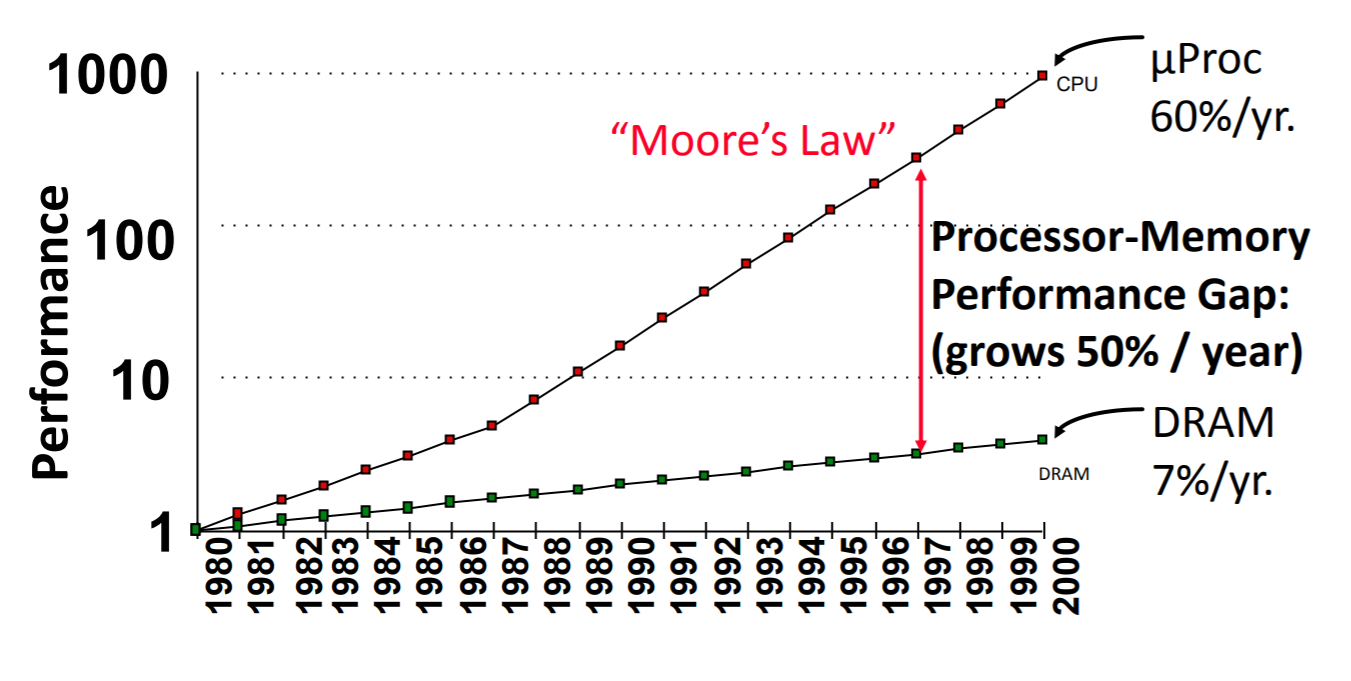 1000
100
10
1
Performance
“Moore’s Law”
CPU
µProc
60%/yr.
Processor-Memory
Performance Gap:
(grows 50% / year)
DRAM
7%/yr.
DRAM
1980
1981
1982
1983
1984
1985
1986
1987
1988
1989
1990
1991
1992
1993
1994
1995
1996
1997
1998
1999
2000